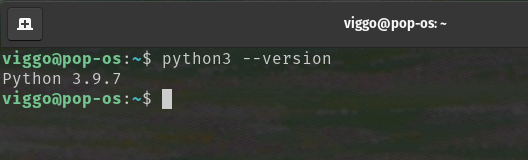 viggo@pop-os: ~
viggo@pop-os:~$ python3 --version
Python 3.9.7
viggo@pop-os:~$